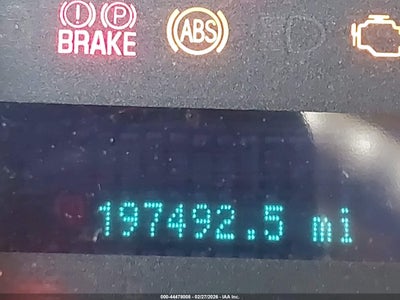 (!) (P)
BRAKE
ABS
197492.5 mi
000-44479008 - 02/27/2026 - IAA Inc.